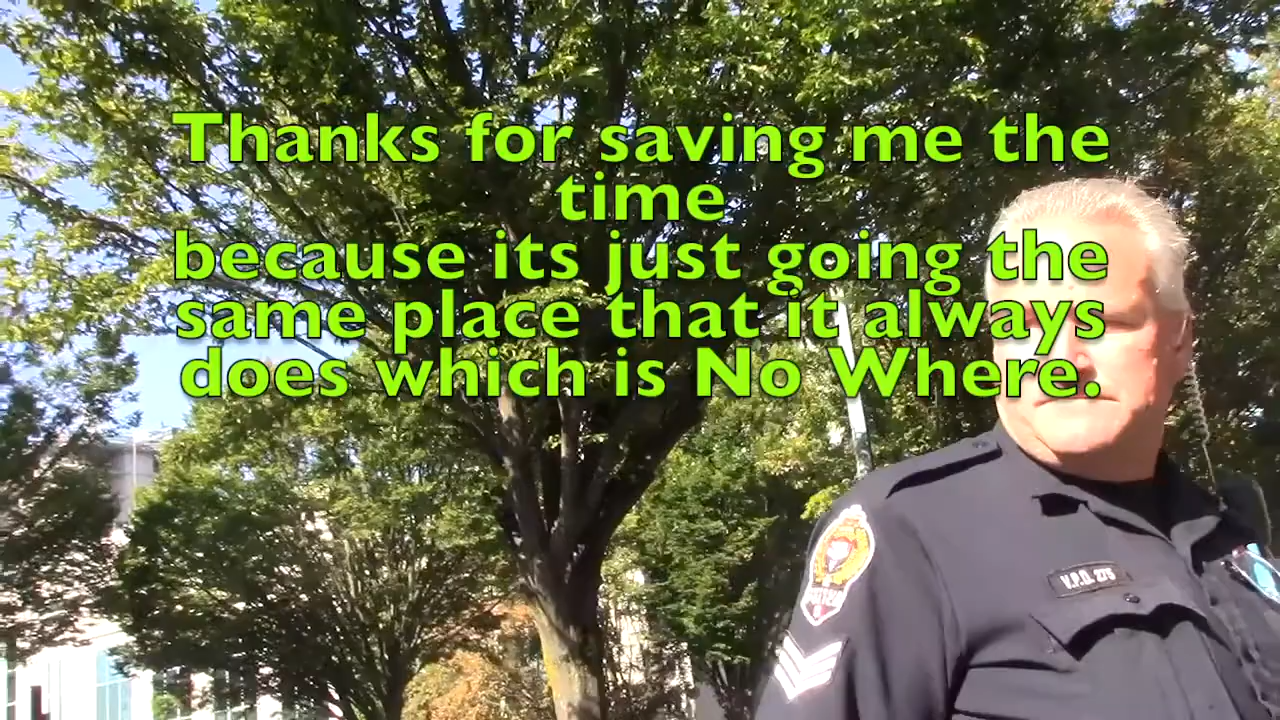 Thanks for saving me the
time
because its just going the
same place that it always
does which is No Where.
V.P.D. 275